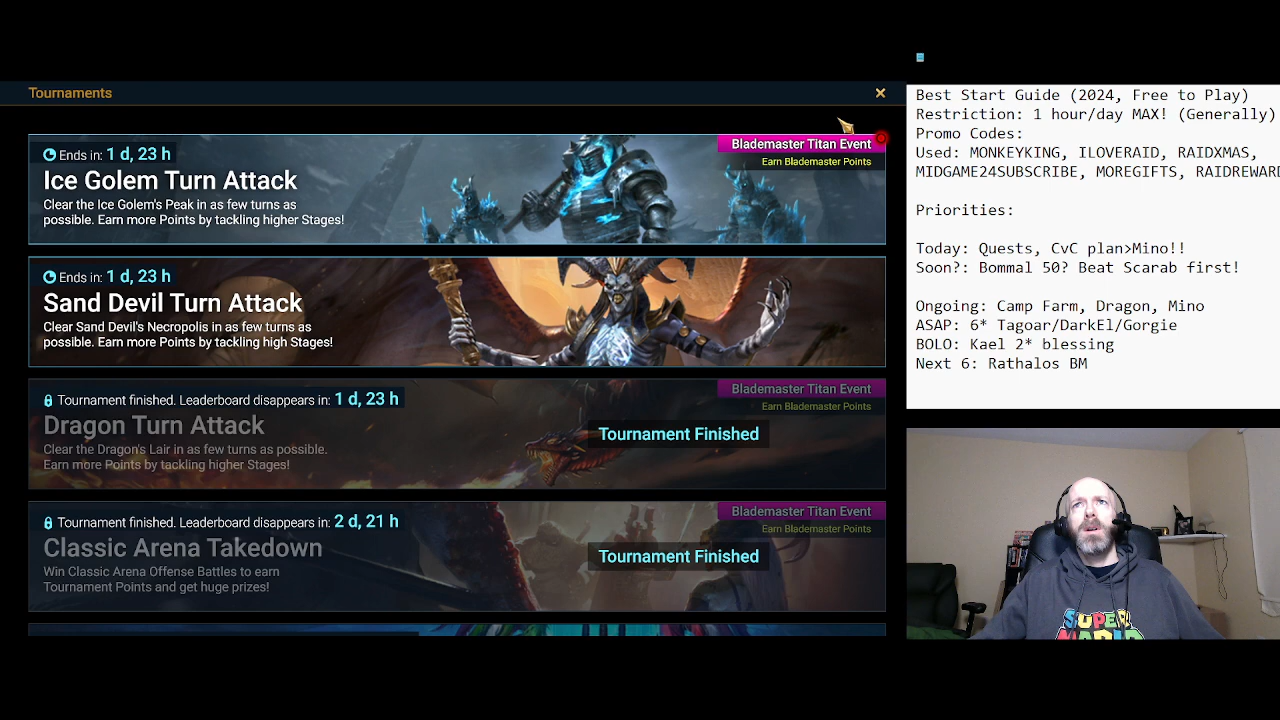 Tournaments
Ends in: 1 d, 23 h
Blademaster Titan Event
Earn Blademaster Points
Ice Golem Turn Attack
Clear the Ice Golem's Peak in as few turns as
possible. Earn more Points by tackling higher Stages!
Ends in: 1 d, 23 h
Sand Devil Turn Attack
Clear Sand Devil's Necropolis in as few turns as
possible. Earn more Points by tackling high Stages!
Tournament finished. Leaderboard disappears in: 1 d, 23 h
Blademaster Titan Event
Earn Blademaster Points
Dragon Turn Attack
Tournament Finished
Clear the Dragon's Lair in as few turns as possible.
Earn more Points by tackling higher Stages!
Tournament finished. Leaderboard disappears in: 2 d, 21 h
Blademaster Titan Event
Earn Blademaster Points
Classic Arena Takedown
Tournament Finished
Win Classic Arena Offense Battles to earn
Tournament Points and get huge prizes!
Best Start Guide (2024, Free to Play)
Restriction: 1 hour/day MAX! (Generally)
Promo Codes:
Used: MONKEYKING, ILOVERAID, RAIDXMAS,
MIDGAME24SUBSCRIBE, MOREGIFTS, RAIDREWARD
Priorities:
Today: Quests, CvC plan>Mino!!
Soon?: Bommal 50? Beat Scarab first!
Ongoing: Camp Farm, Dragon, Mino
ASAP: 6* Tagoar/DarkEl/Gorgie
BOLO: Kael 2* blessing
Next 6: Rathalos BM
SUPER
MARIO